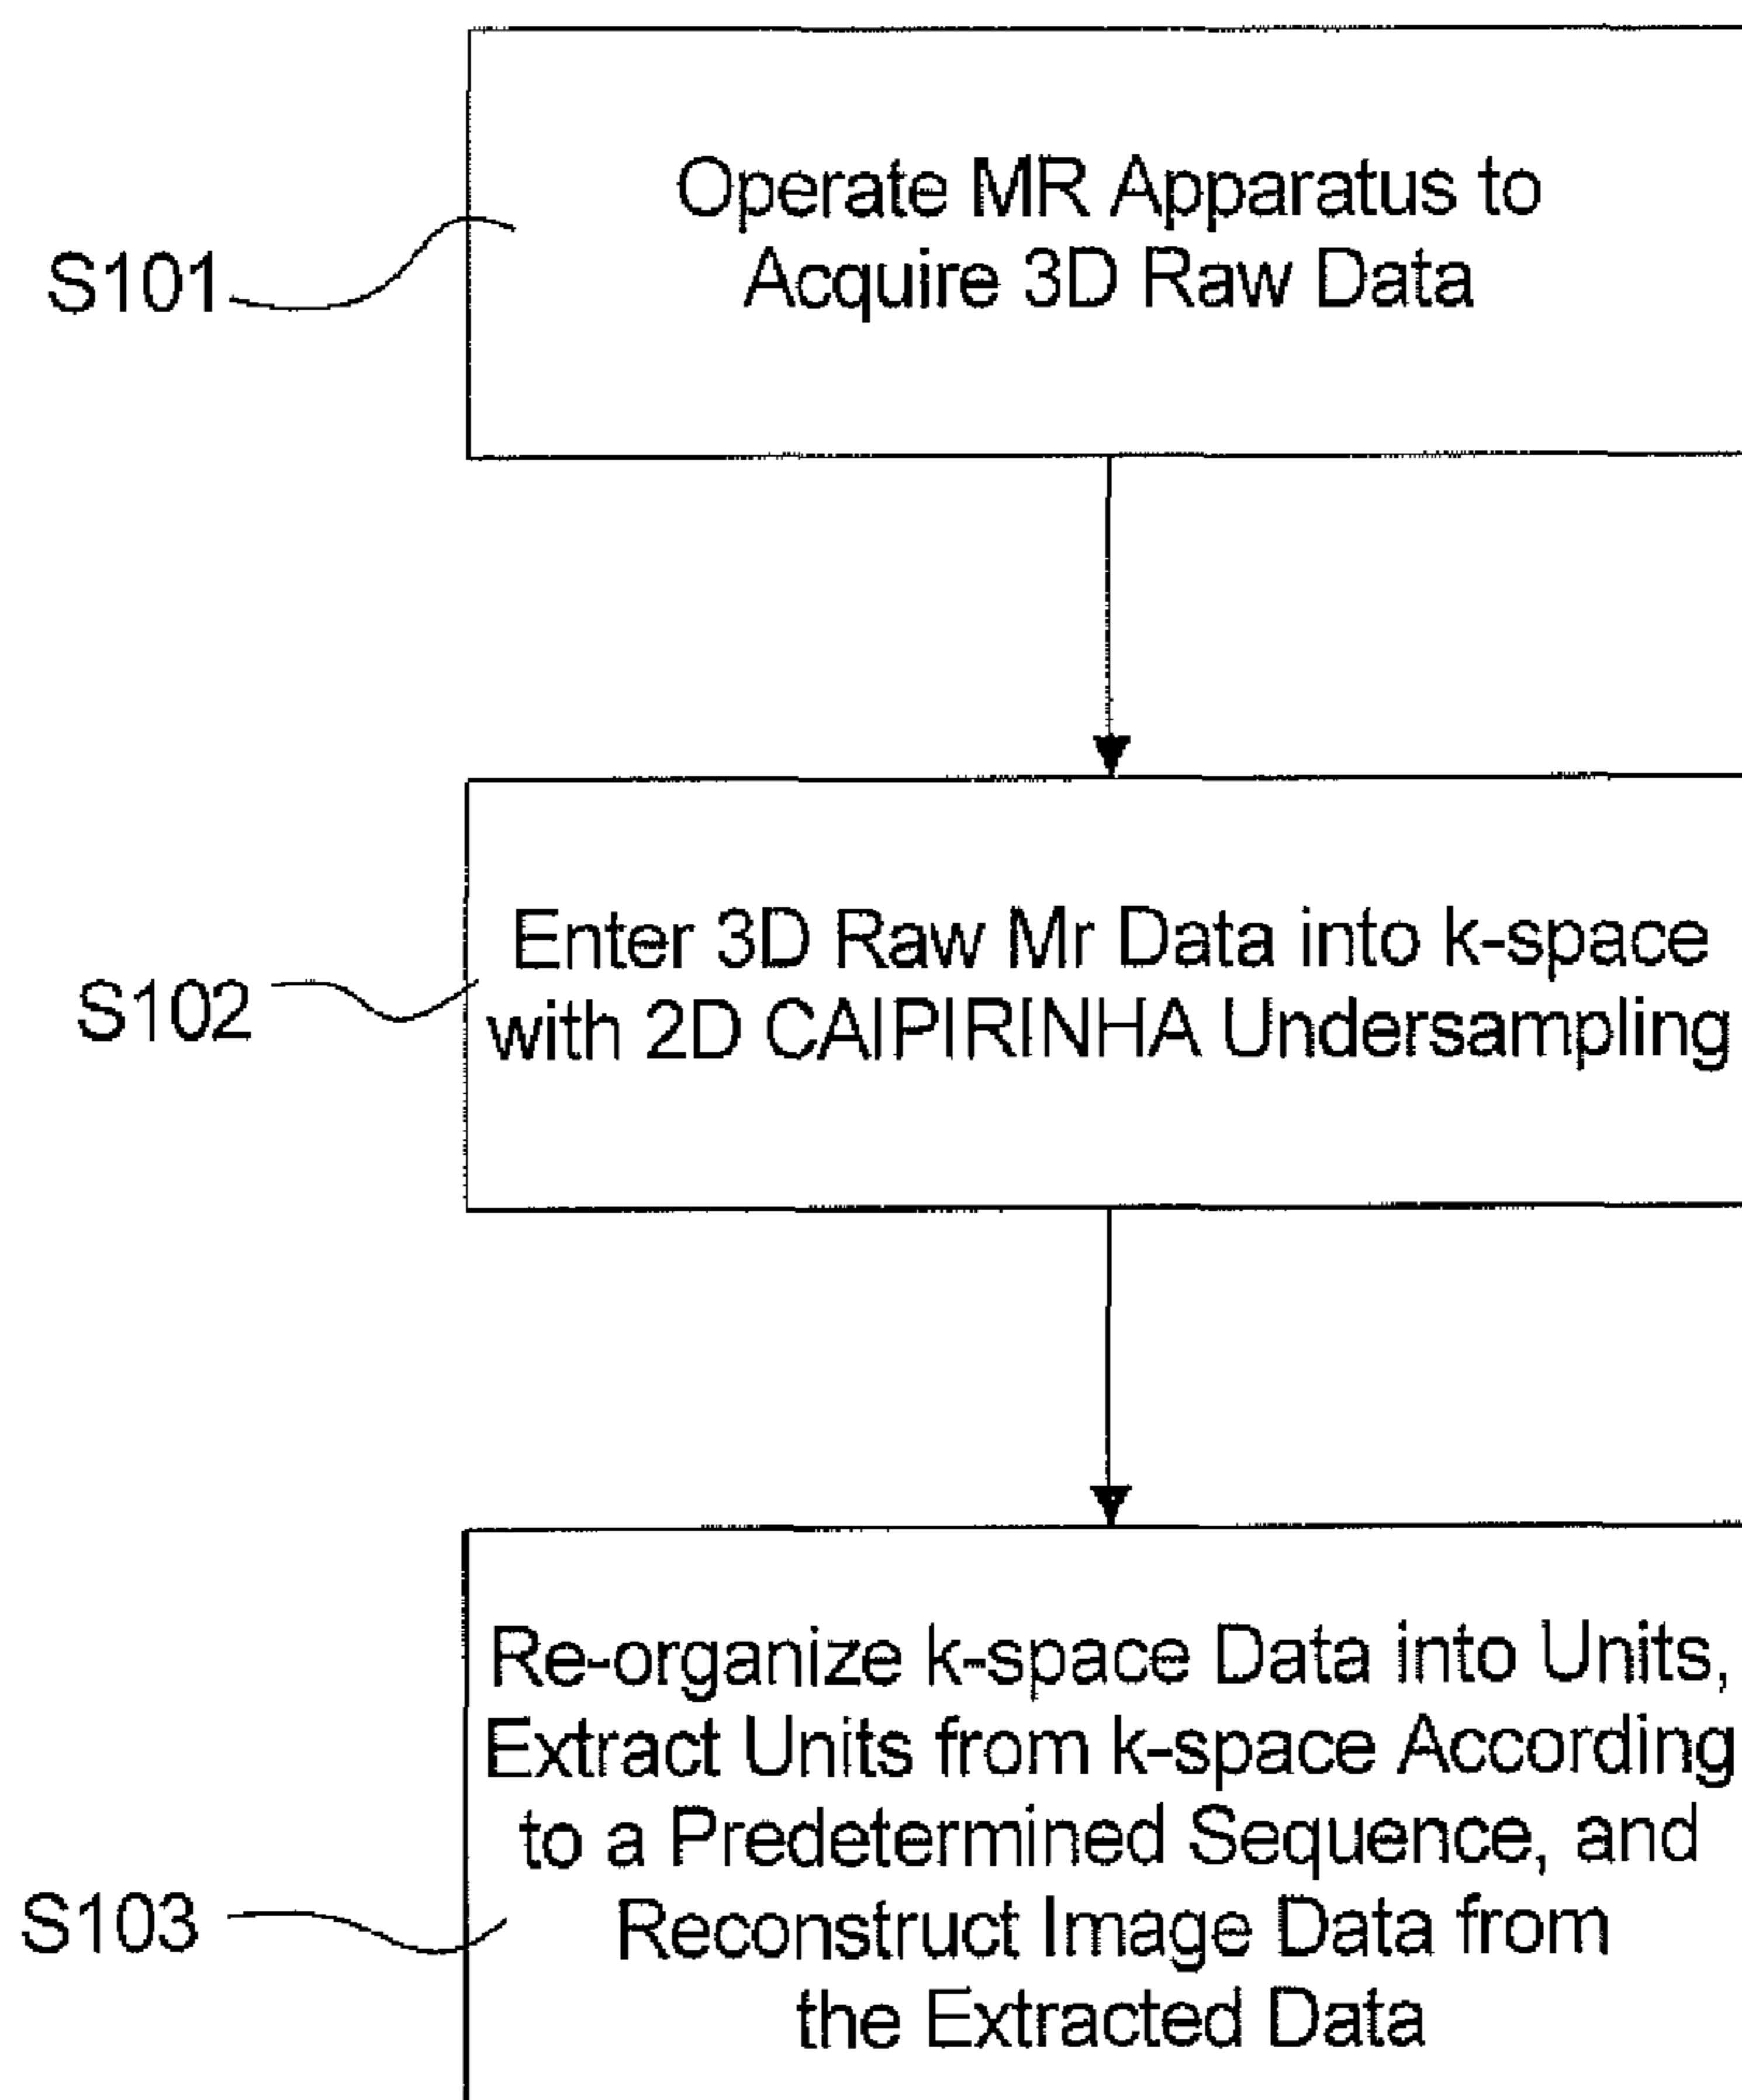 Operate MR Apparatus to
Acquire 3D Raw Data
S101
Enter 3D Raw Mr Data into k-space
with 2D CAIPIRINHA Undersampling
S102
Re-organize k-space Data into Units,
Extract Units from k-space According
to a Predetermined Sequence, and
Reconstruct Image Data from
the Extracted Data
S103